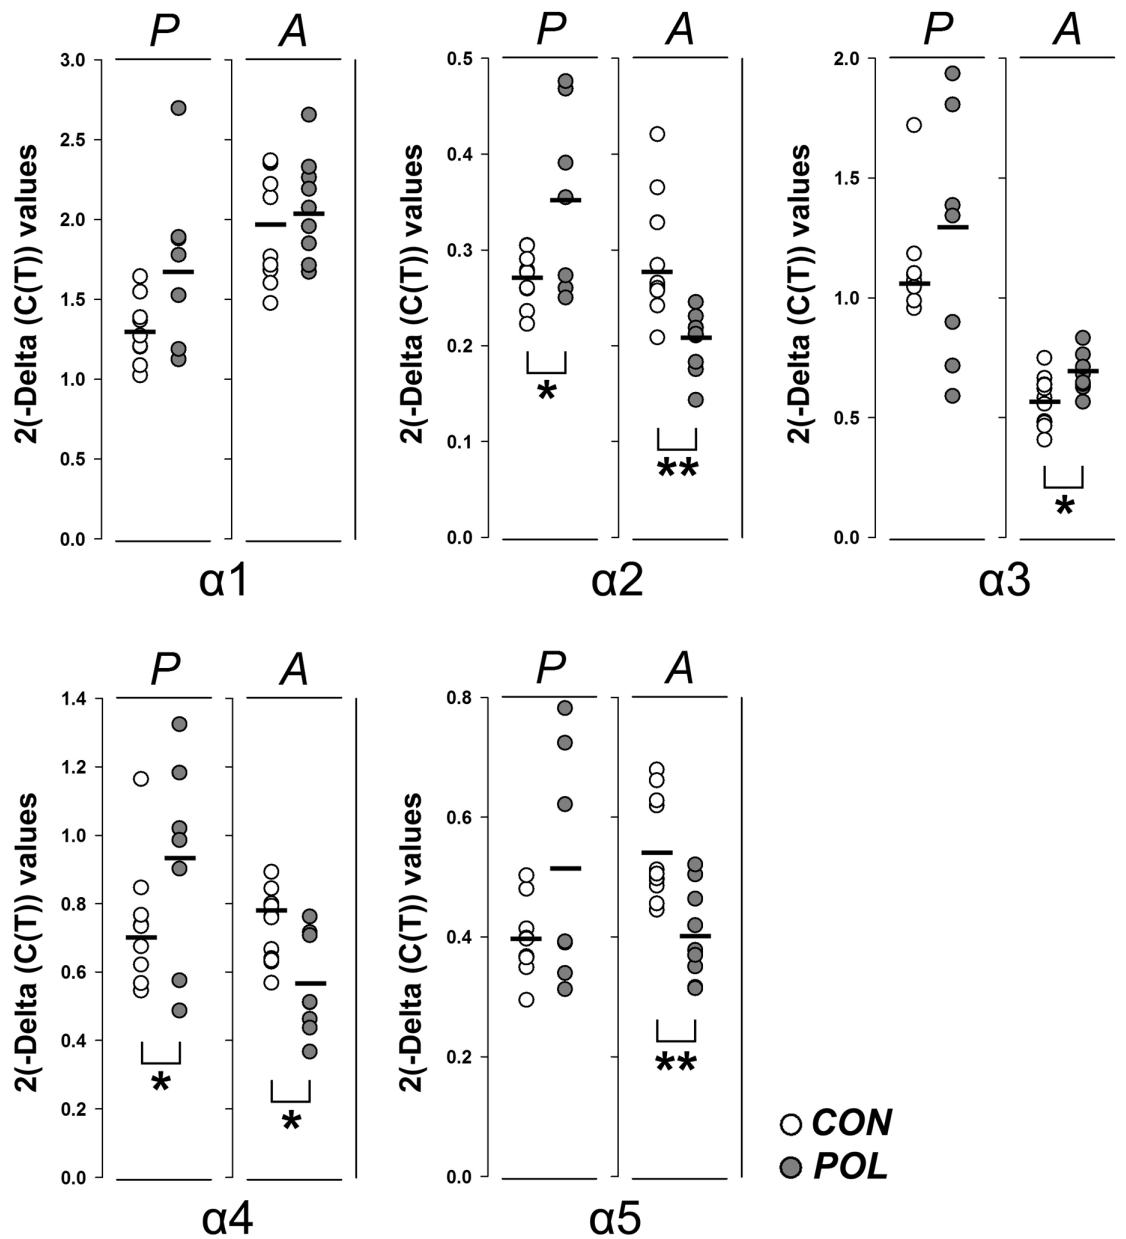 P A
3.0
2.5
2.0
1.5
1.0
0.5
0.0
2(-Delta (C(T)) values
α1
P A
0.5
0.4
0.3
0.2
0.1
0.0
2(-Delta (C(T)) values
*
**
α2
P A
2.0
1.5
1.0
0.5
0.0
2(-Delta (C(T)) values
*
α3
P A
1.4
1.2
1.0
0.8
0.6
0.4
0.2
0.0
2(-Delta (C(T)) values
*
*
α4
P A
0.8
0.6
0.4
0.2
0.0
2(-Delta (C(T)) values
**
α5
CON
POL